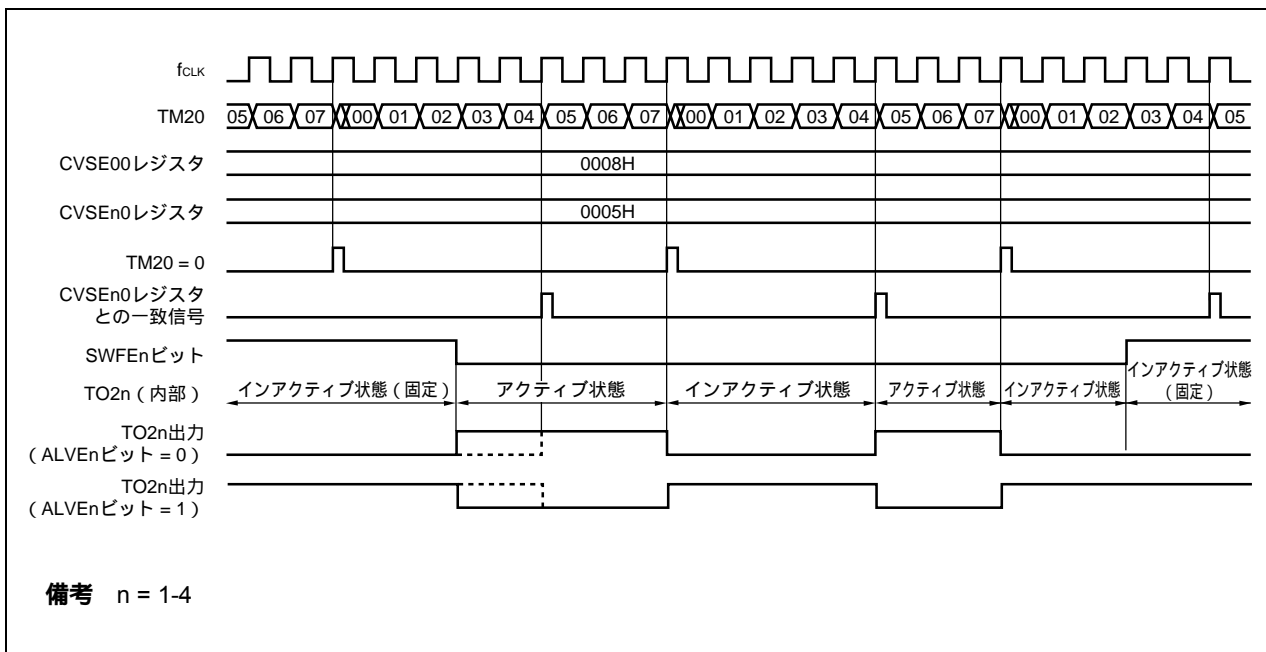 fCLK
TM20 05 06 07 00 01 02 03 04 05 06 07 00 01 02 03 04 05 06 07 00 01 02 03 04 05
CVSE00レジスタ 0008H
CVSEn0レジスタ 0005H
TM20 = 0
CVSEn0レジスタ
との一致信号
SWFEnビット
TO2n（内部） インアクティブ状態（固定） アクティブ状態 インアクティブ状態 アクティブ状態 インアクティブ状態 インアクティブ状態
（固定）
TO2n出力
（ALVEnビット = 0）
TO2n出力
（ALVEnビット = 1）
備考 n = 1-4